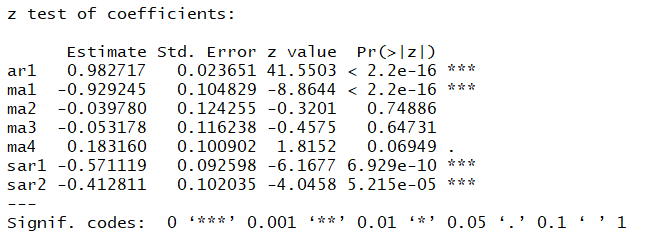 z test of coefficients:

      Estimate Std. Error z value  Pr(>|z|)    
ar1   0.982717   0.023651 41.5503 < 2.2e-16 ***
ma1  -0.929245   0.104829 -8.8644 < 2.2e-16 ***
ma2  -0.039780   0.124255 -0.3201   0.74886    
ma3  -0.053178   0.116238 -0.4575   0.64731    
ma4   0.183160   0.100902  1.8152   0.06949 .  
sar1 -0.571119   0.092598 -6.1677 6.929e-10 ***
sar2 -0.412811   0.102035 -4.0458 5.215e-05 ***
---
Signif. codes:  0 ‘***’ 0.001 ‘**’ 0.01 ‘*’ 0.05 ‘.’ 0.1 ‘ ’ 1